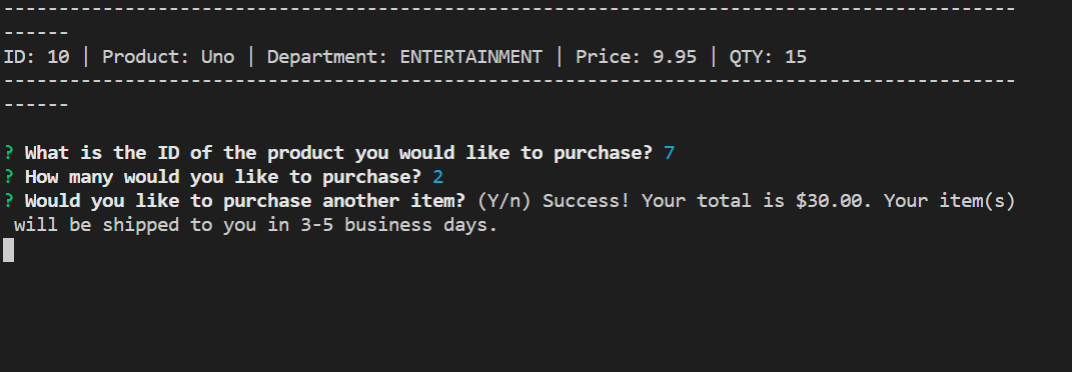 --------------------------------------------------------------------------------------------
------
ID: 10 | Product: Uno | Department: ENTERTAINMENT | Price: 9.95 | QTY: 15
--------------------------------------------------------------------------------------------
------
? What is the ID of the product you would like to purchase? 7
? How many would you like to purchase? 2
? Would you like to purchase another item? (Y/n) Success! Your total is $30.00. Your item(s)
will be shipped to you in 3-5 business days.